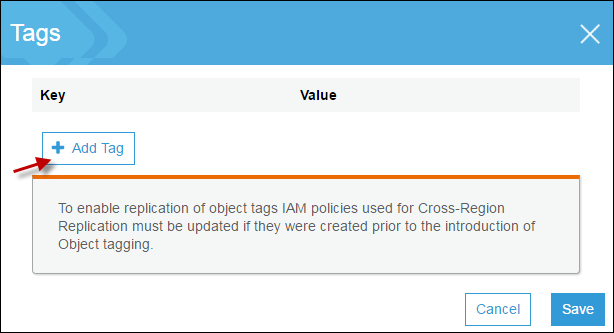 Tags
Key Value
Add Tag
To enable replication of object tags IAM policies used for Cross-Region
Replication must be updated if they were created prior to the introduction of
Object tagging.
Cancel Save